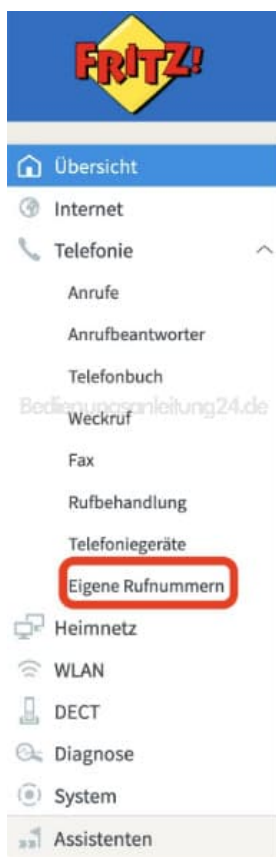 FRITZ!
Übersicht
Internet
Telefonie
Anrufe
Anrufbeantworter
Telefonbuch
Bedienungsanleitung24.de
Weckruf
Fax
Rufbehandlung
Telefoniegeräte
Eigene Rufnummern
Heimnetz
WLAN
DECT
Diagnose
System
Assistenten